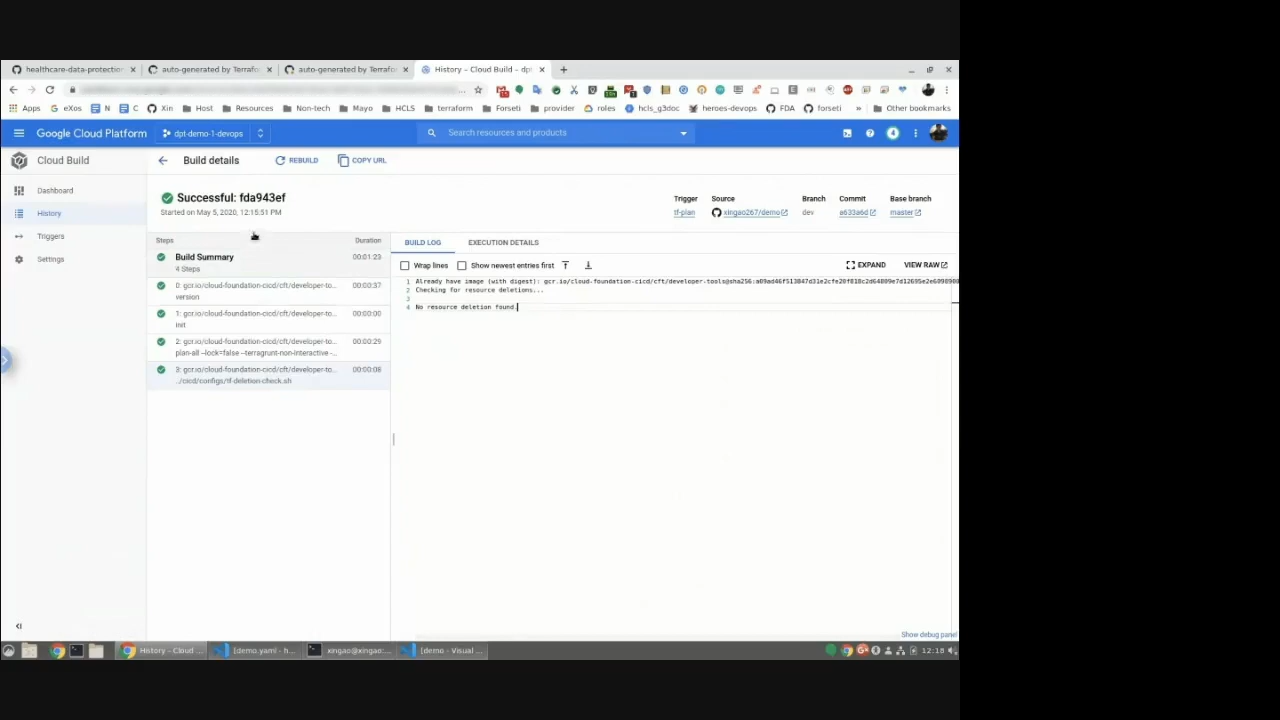 healthcare-data-protection
auto-generated by Terrafo
auto-generated by Terrafor
History – Cloud Build – dpt
Apps
eXos
N
C
Xin
Host
Resources
Non-tech
Mayo
HCLS
terraform
Forseti
provider
roles
hcls_g3doc
heroes-devops
FDA
forseti
»
Other bookmarks
Google Cloud Platform
dpt-demo-1-devops
Search resources and products
4
Cloud Build
Build details
REBUILD
COPY URL
Dashboard
History
Triggers
Settings
Successful: fda943ef
Started on May 5, 2020, 12:15:51 PM
Trigger Source Branch Commit Base branch
tf-plan xingao267/demo dev a633a6d master
Steps Duration
Build Summary 00:01:23
4 Steps
0: gcr.io/cloud-foundation-cicd/cft/developer-to... 00:00:37
version
1: gcr.io/cloud-foundation-cicd/cft/developer-to... 00:00:00
init
2: gcr.io/cloud-foundation-cicd/cft/developer-to... 00:00:29
plan-all --lock=false --terragrunt-non-interactive -...
3: gcr.io/cloud-foundation-cicd/cft/developer-to... 00:00:08
../cicd/configs/tf-deletion-check.sh
BUILD LOG EXECUTION DETAILS
Wrap lines Show newest entries first EXPAND VIEW RAW
1 Already have image (with digest): gcr.io/cloud-foundation-cicd/cft/developer-tools@sha256:
2 Checking for resource deletions...
3
4 No resource deletion found.
Show debug panel
History - Cloud ...
[demo.yaml - h...
xingao@xingao:...
[demo - Visual ...
12:18